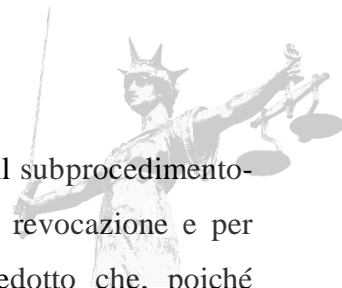 l subprocedimento-
revocazione e per
edotto che, poiché